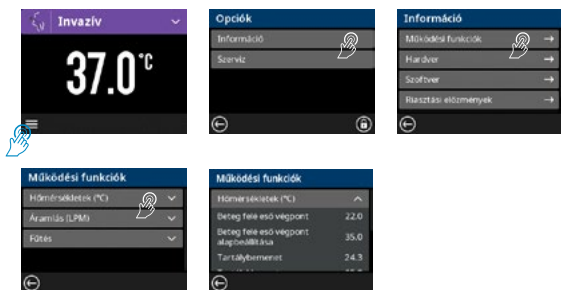 Invazív
37.0 °C
Opciók
Információ
Szerviz
Információ
Működési funkciók
Hardver
Szoftver
Riasztási előzmények
Működési funkciók
Hőmérsékletek (°C)
Áramlás (LPM)
Fűtés
Működési funkciók
Hőmérsékletek (°C)
Beteg felé eső végpont 22.0
Beteg felé eső végpont
alapbeállítása 35.0
Tartálybemenet 24.3